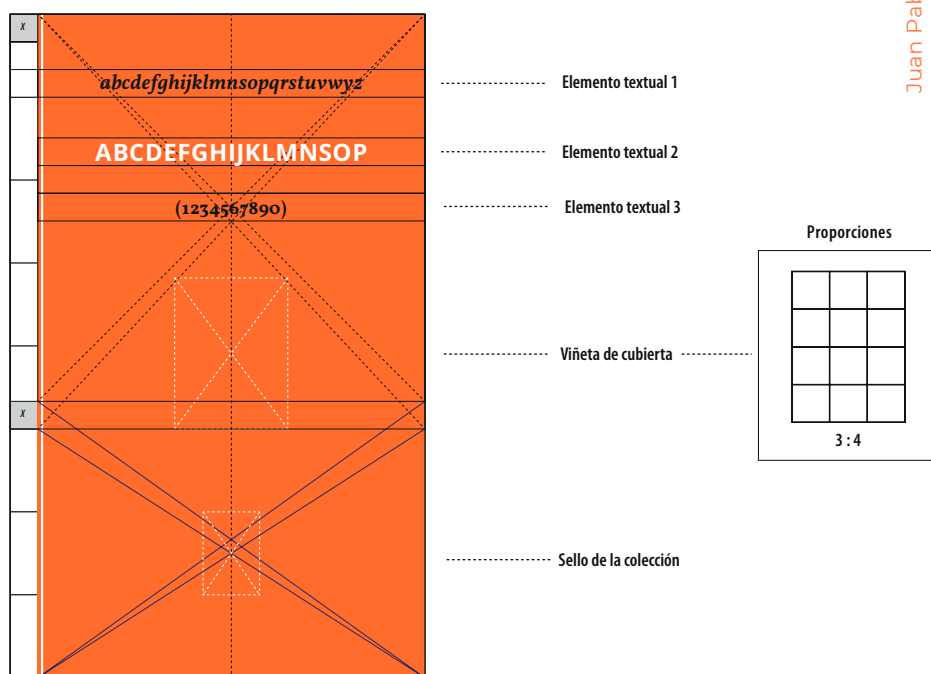 x
abcdefghijklmnsopqrstuvwyz
Elemento textual 1
ABCDEFGHIJKLMNSOP
Elemento textual 2
(1234567890)
Elemento textual 3
Proporciones
Viñeta de cubierta
x
3 : 4
Sello de la colección
Juan